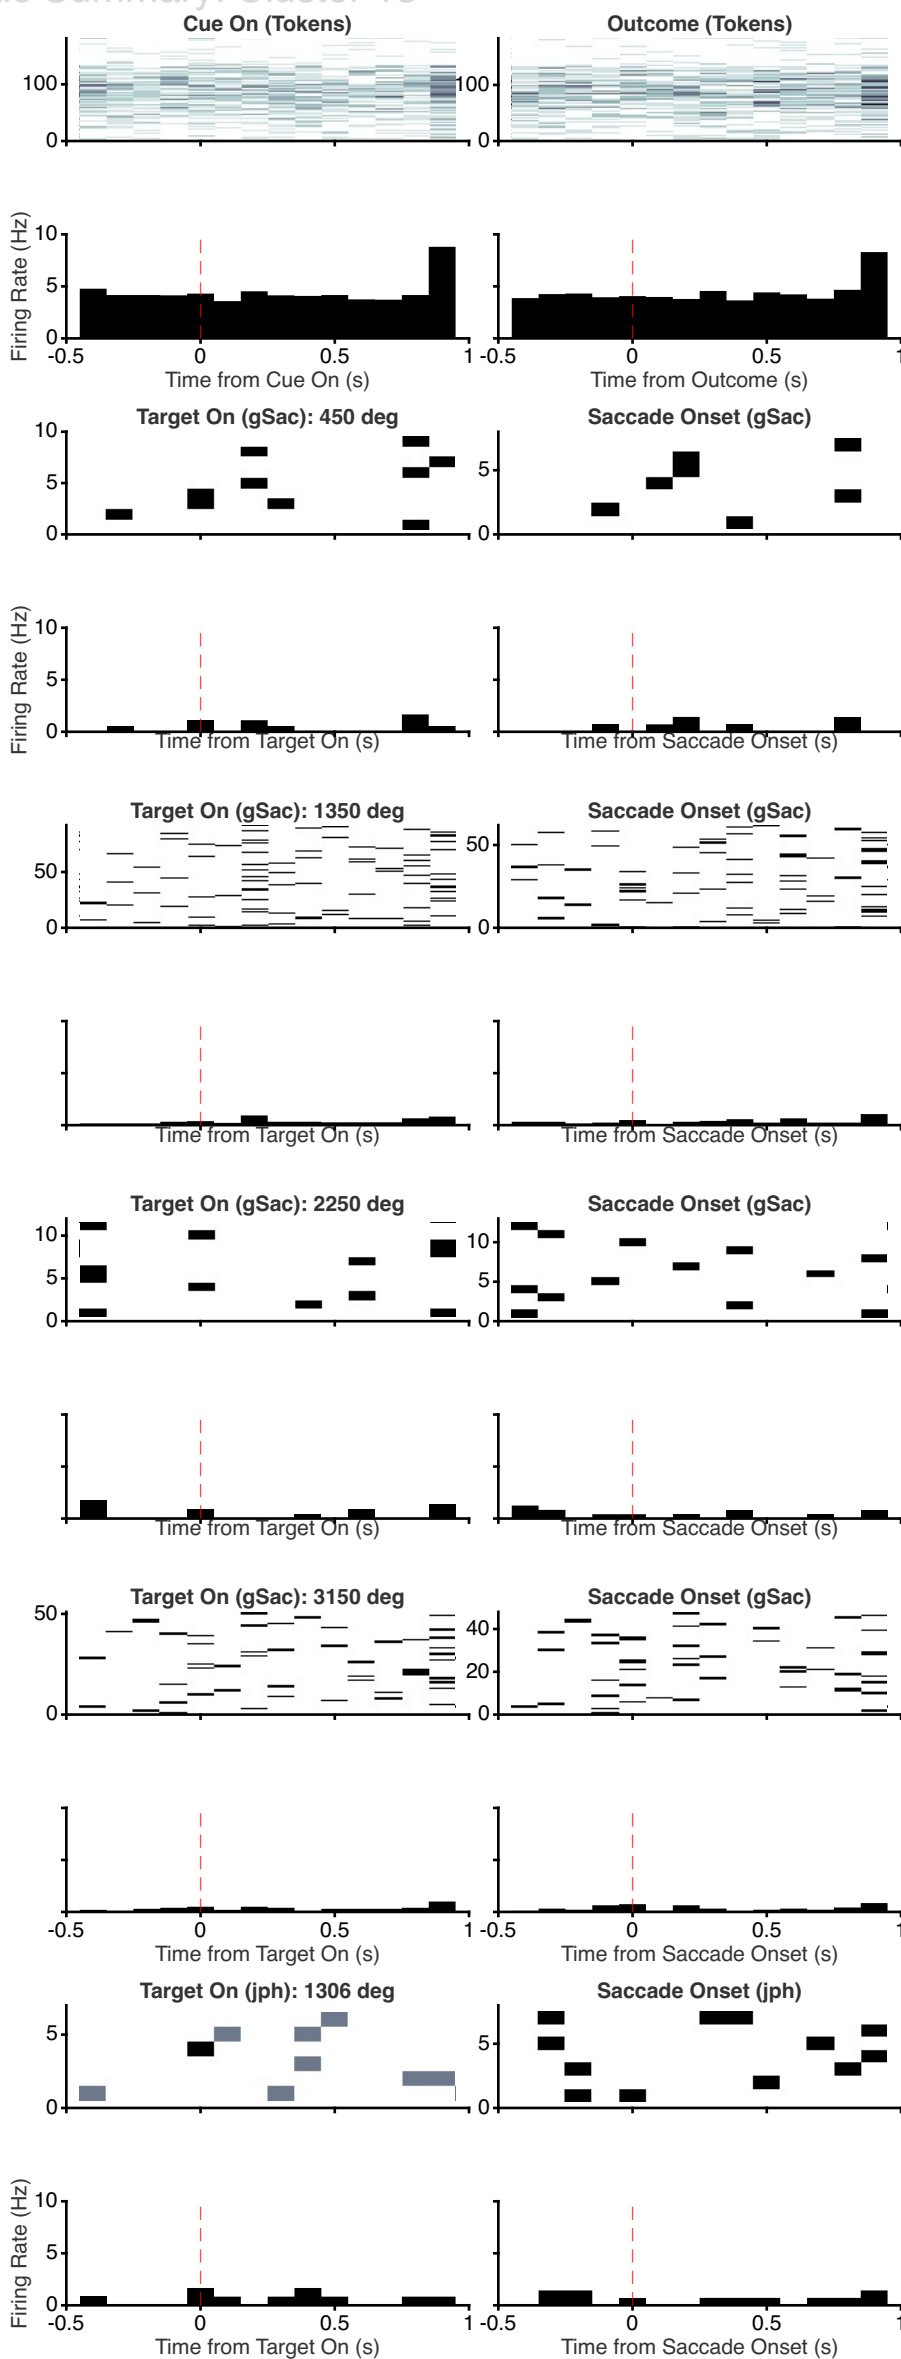 Summary: Cluster
Cue On (Tokens) Outcome (Tokens)
100 100
0 0
Firing Rate (Hz)
10
5
0
-0.5 0 0.5 1 -0.5 0 0.5 1
Time from Cue On (s) Time from Outcome (s)
Target On (gSac): 450 deg Saccade Onset (gSac)
10
5 5
0 0
Firing Rate (Hz)
10
5
0
Time from Target On (s) Time from Saccade Onset (s)
Target On (gSac): 1350 deg Saccade Onset (gSac)
50 50
0 0
Time from Target On (s) Time from Saccade Onset (s)
Target On (gSac): 2250 deg Saccade Onset (gSac)
10 10
5 5
0 0
Time from Target On (s) Time from Saccade Onset (s)
Target On (gSac): 3150 deg Saccade Onset (gSac)
50 40
20
0 0
-0.5 0 0.5 1 -0.5 0 0.5 1
Time from Target On (s) Time from Saccade Onset (s)
Target On (jph): 1306 deg Saccade Onset (jph)
5 5
0 0
Firing Rate (Hz)
10
5
0
-0.5 0 0.5 1 -0.5 0 0.5 1
Time from Target On (s) Time from Saccade Onset (s)